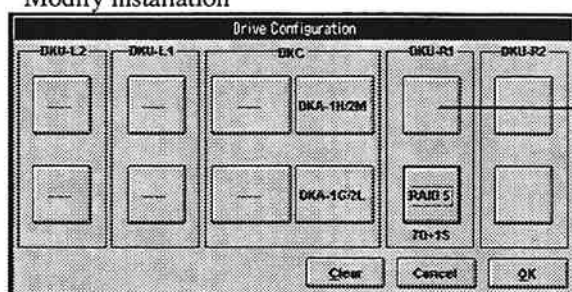 Modify installation
Drive Configuration
DKU-L2 DKU-L1 DKC DKU-R1 DKU-R2
---- ---- ---- DKA-1H/2M
---- ---- ---- DKA-1G/2L RAID 5
7D+1S
Clear Cancel OK